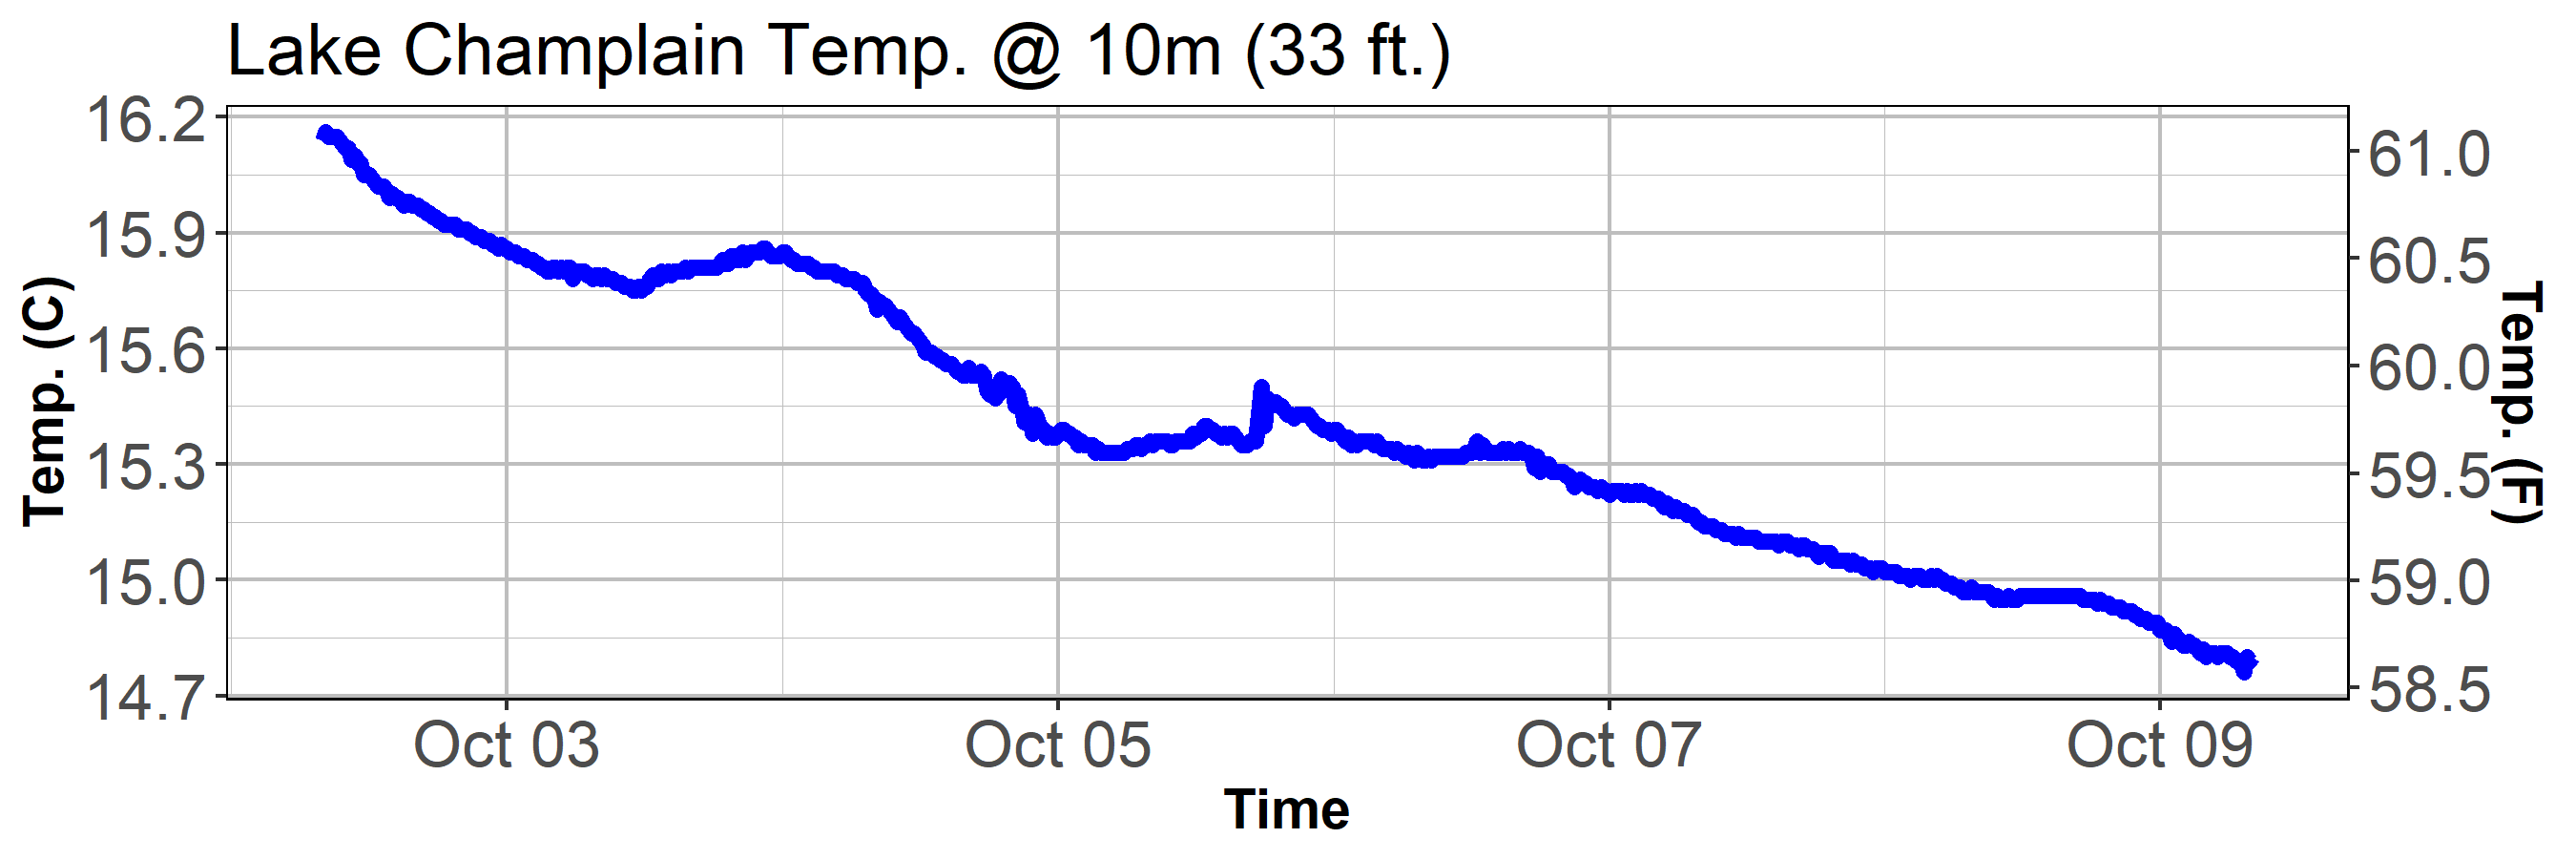 Lake Champlain Temp. @ 10m (33 ft.)
16.2
15.9
15.6
15.3
15.0
14.7
Temp. (C)
61.0
60.5
60.0
59.5
59.0
58.5
Temp. (F)
Oct 03 Oct 05 Oct 07 Oct 09
Time